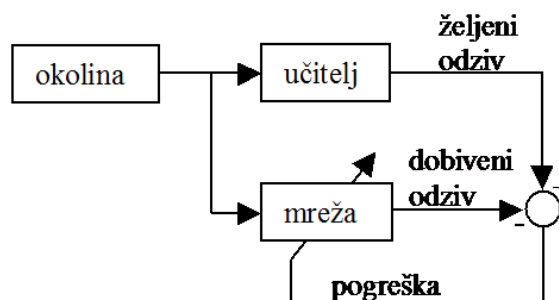 željeni
odziv
okolina
učitelj
dobiveni
odziv
mreža
-
pogreška